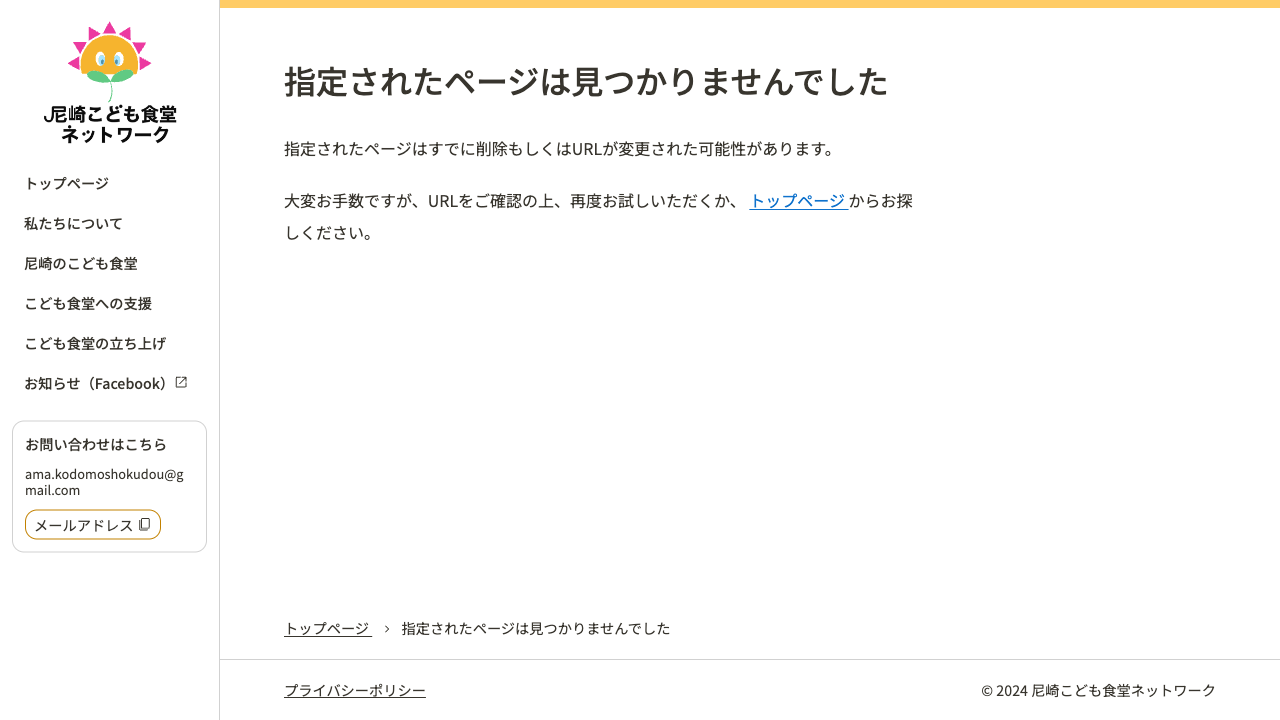 尼崎こども食堂
ネットワーク
トップページ
私たちについて
尼崎のこども食堂
こども食堂への支援
こども食堂の立ち上げ
お知らせ（Facebook）
お問い合わせはこちら
ama.kodomoshokudou@g
mail.com
メールアドレス
指定されたページは見つかりませんでした
指定されたページはすでに削除もしくはURLが変更された可能性があります。
大変お手数ですが、URLをご確認の上、再度お試しいただくか、 トップページ からお探
しください。
トップページ › 指定されたページは見つかりませんでした
プライバシーポリシー
© 2024 尼崎こども食堂ネットワーク